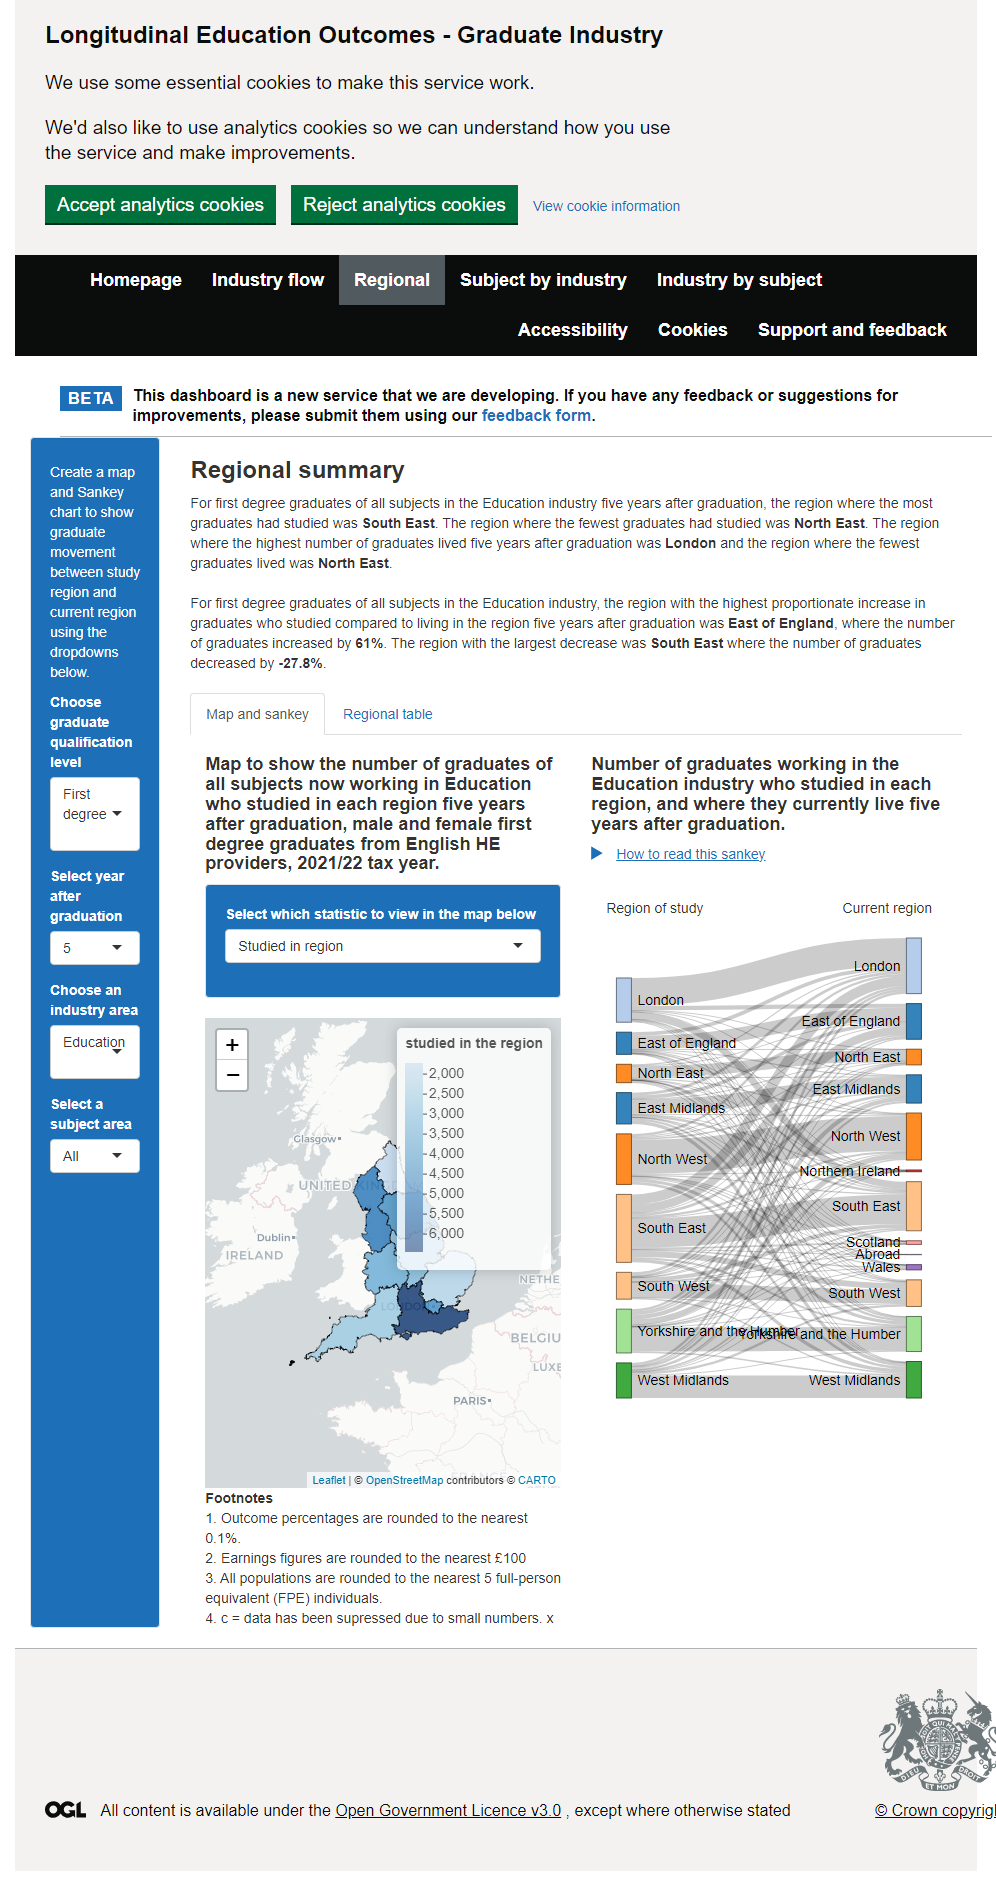 Longitudinal Education Outcomes - Graduate Industry
We use some essential cookies to make this service work.
We'd also like to use analytics cookies so we can understand how you use
the service and make improvements.
Accept analytics cookies
Reject analytics cookies
View cookie information
Homepage
Industry flow
Regional
Subject by industry
Industry by subject
Accessibility
Cookies
Support and feedback
BETA
This dashboard is a new service that we are developing. If you have any feedback or suggestions for
improvements, please submit them using our feedback form.
Create a map
and Sankey
chart to show
graduate
movement
between study
region and
current region
using the
dropdowns
below.
Choose
graduate
qualification
level
First
degree
Select year
after
graduation
5
Choose an
industry area
Education
Select a
subject area
All
Regional summary
For first degree graduates of all subjects in the Education industry five years after graduation, the region where the most
graduates had studied was South East. The region where the fewest graduates had studied was North East. The region
where the highest number of graduates lived five years after graduation was London and the region where the fewest
graduates lived was North East.
For first degree graduates of all subjects in the Education industry, the region with the highest proportionate increase in
graduates who studied compared to living in the region five years after graduation was East of England, where the number
of graduates increased by 61%. The region with the largest decrease was South East where the number of graduates
decreased by -27.8%.
Map and sankey
Regional table
Map to show the number of graduates of
all subjects now working in Education
who studied in each region five years
after graduation, male and female first
degree graduates from English HE
providers, 2021/22 tax year.
Select which statistic to view in the map below
Studied in region
+
−
studied in the region
2,000
2,500
3,000
3,500
4,000
4,500
5,000
5,500
6,000
Glasgow
UNITED KINGDOM
Dublin
IRELAND
LONDON
NETHE
BELGIU
LUXE
PARIS
Leaflet | © OpenStreetMap contributors © CARTO
Footnotes
1. Outcome percentages are rounded to the nearest
0.1%.
2. Earnings figures are rounded to the nearest £100
3. All populations are rounded to the nearest 5 full-person
equivalent (FPE) individuals.
4. c = data has been supressed due to small numbers. x
Number of graduates working in the
Education industry who studied in each
region, and where they currently live five
years after graduation.
How to read this sankey
Region of study
Current region
London
East of England
North East
East Midlands
North West
South East
South West
Yorkshire and the Humber
West Midlands
London
East of England
North East
East Midlands
North West
Northern Ireland
South East
Scotland
Abroad
Wales
South West
Yorkshire and the Humber
West Midlands
OGL
All content is available under the Open Government Licence v3.0 , except where otherwise stated
DIEU ET MON DROIT
© Crown copyrig